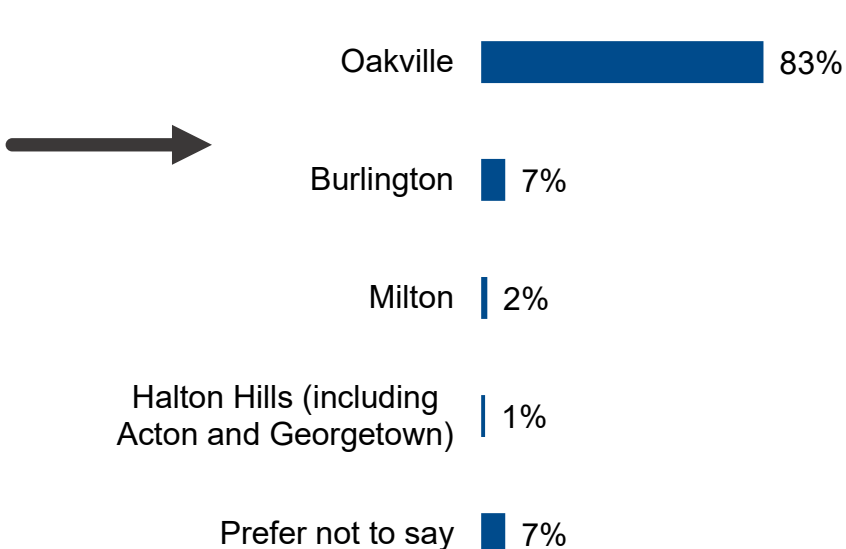 Oakville 83%
Burlington 7%
Milton 2%
Halton Hills (including
Acton and Georgetown) 1%
Prefer not to say 7%